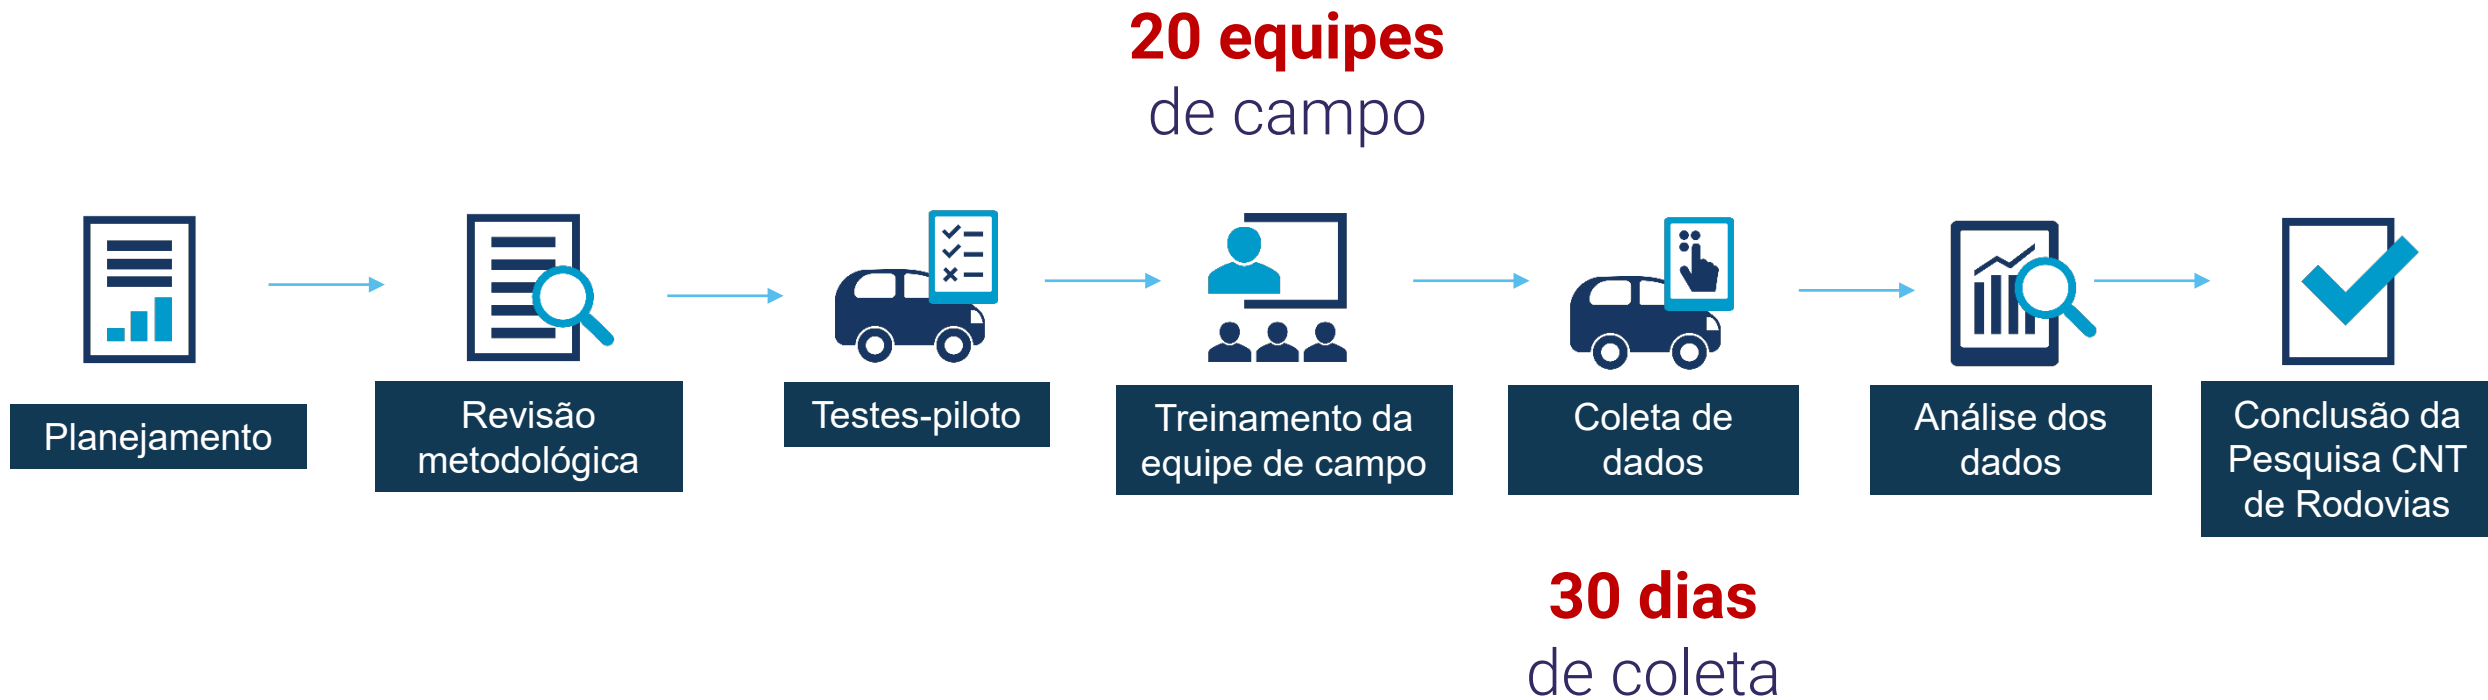 20 equipes
de campo
Planejamento
Revisão
metodológica
Testes-piloto
Treinamento da
equipe de campo
Coleta de
dados
Análise dos
dados
Conclusão da
Pesquisa CNT
de Rodovias
30 dias
de coleta